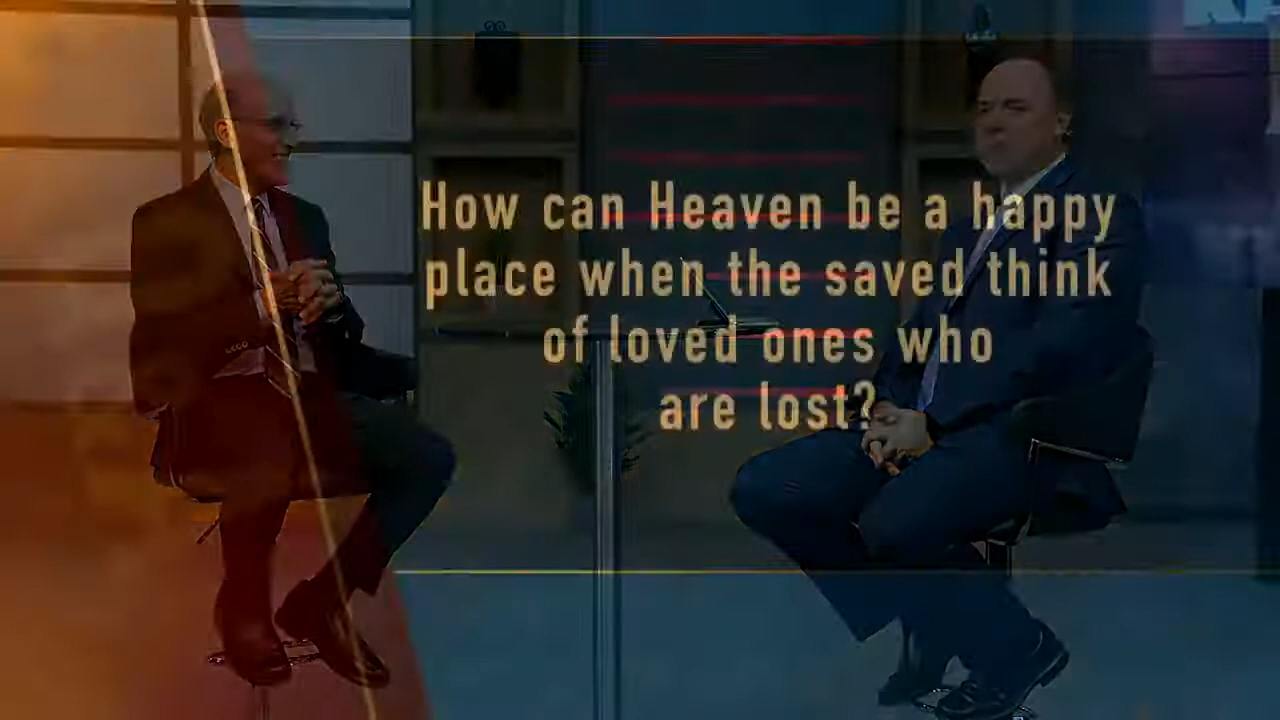 How can Heaven be a happy
place when the saved think
of loved ones who
are lost?